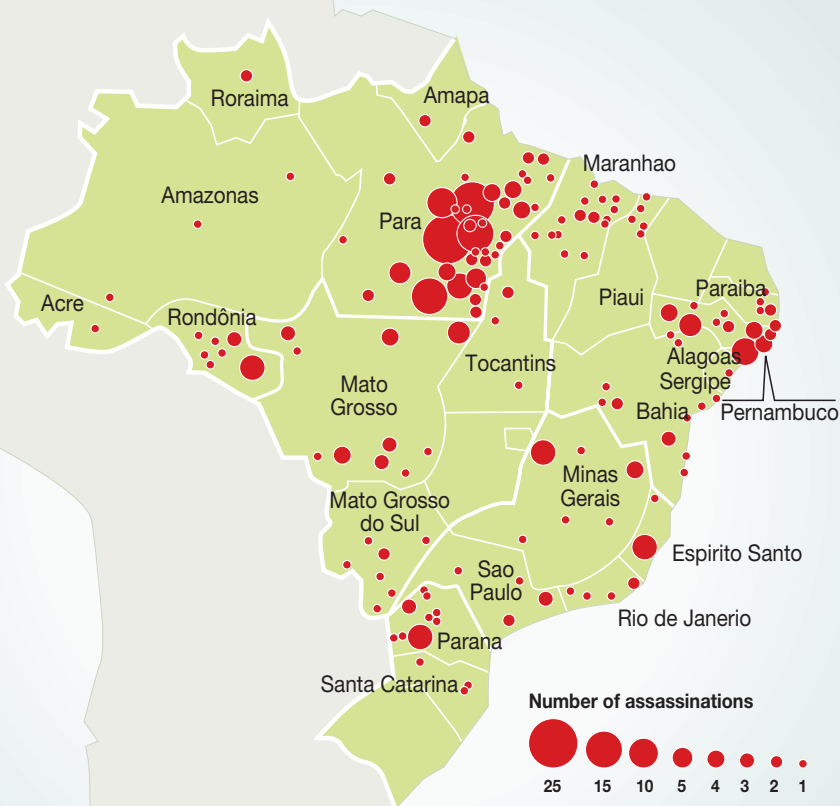 Roraima
Amapa
Maranhao
Amazonas
Para
Acre
Rondônia
Piaui
Paraiba
Tocantins
Alagoas
Sergipe
Mato
Grosso
Bahia
Pernambuco
Minas
Gerais
Mato Grosso
do Sul
Espirito Santo
Sao
Paulo
Rio de Janerio
Parana
Santa Catarina
Number of assassinations
25 15 10 5 4 3 2 1